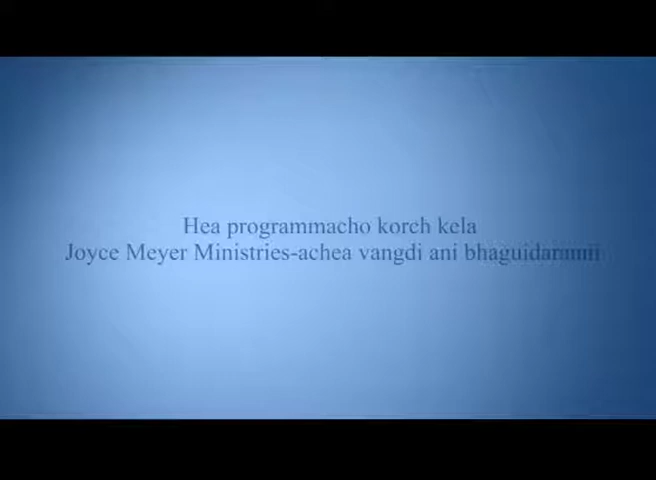 Hea programmacho korch kela
Joyce Meyer Ministries-achea vangdi ani